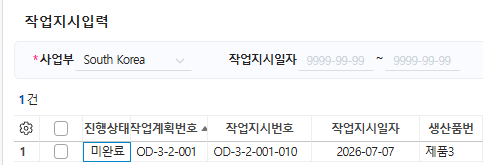 작업지시입력
*사업부 South Korea 작업지시일자 9999-99-99 ~ 9999-99-99
1건
진행상태 작업계획번호 작업지시번호 작업지시일자 생산품번
1 미완료 OD-3-2-001 OD-3-2-001-010 2026-07-07 제품3